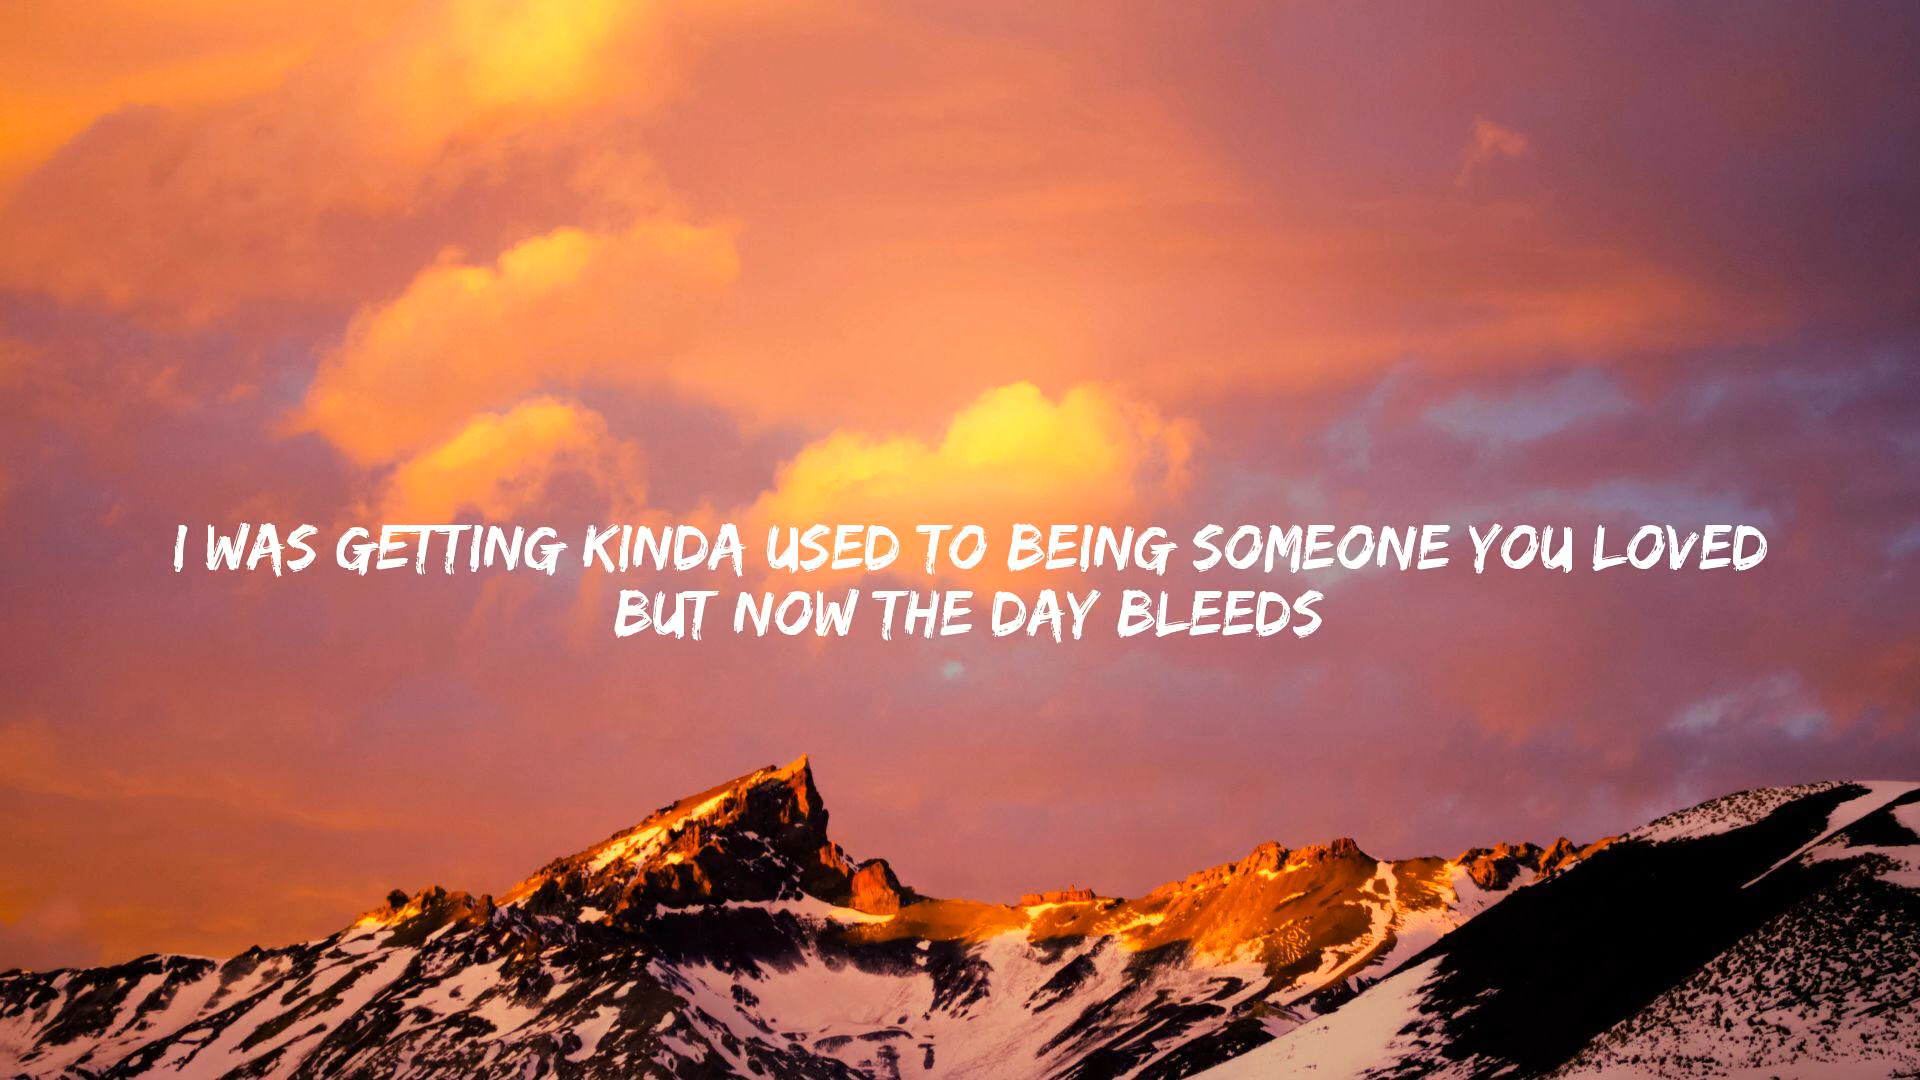 I WAS GETTING KINDA USED TO BEING SOMEONE YOU LOVED
BUT NOW THE DAY BLEEDS